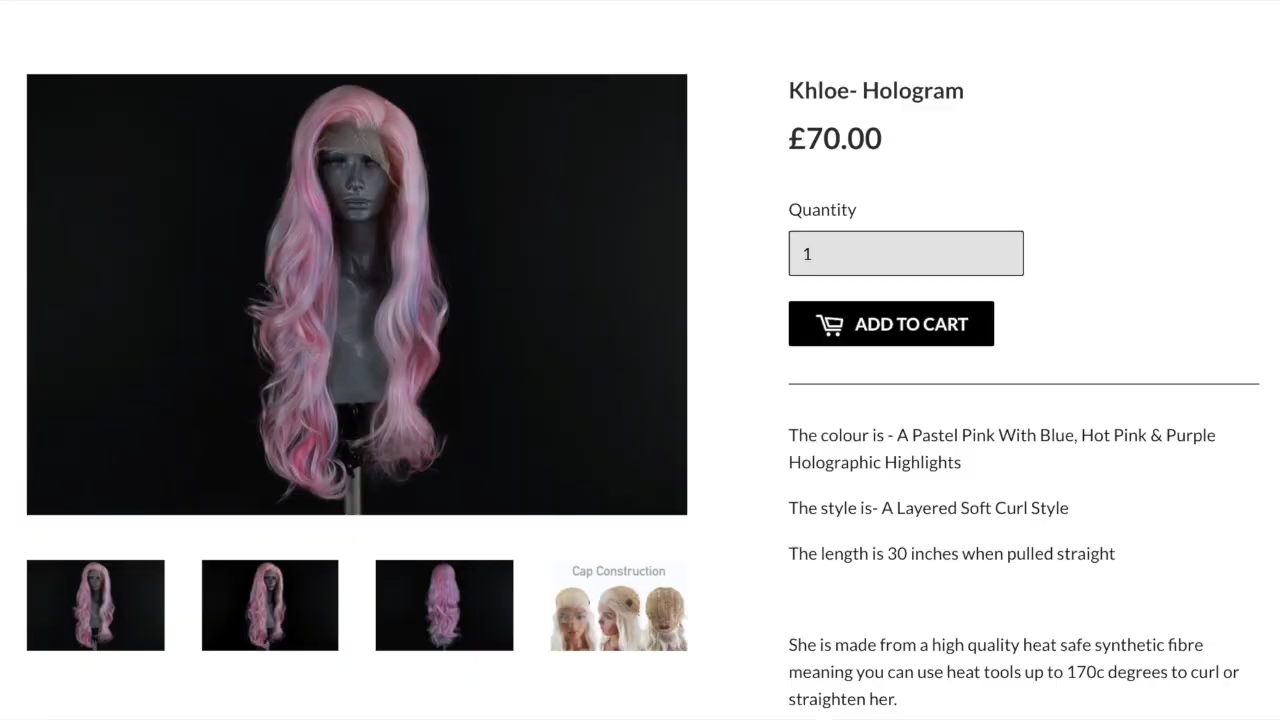 Khloe- Hologram
£70.00
Quantity
1
ADD TO CART
The colour is - A Pastel Pink With Blue, Hot Pink & Purple
Holographic Highlights
The style is- A Layered Soft Curl Style
The length is 30 inches when pulled straight
Cap Construction
She is made from a high quality heat safe synthetic fibre
meaning you can use heat tools up to 170c degrees to curl or
straighten her.